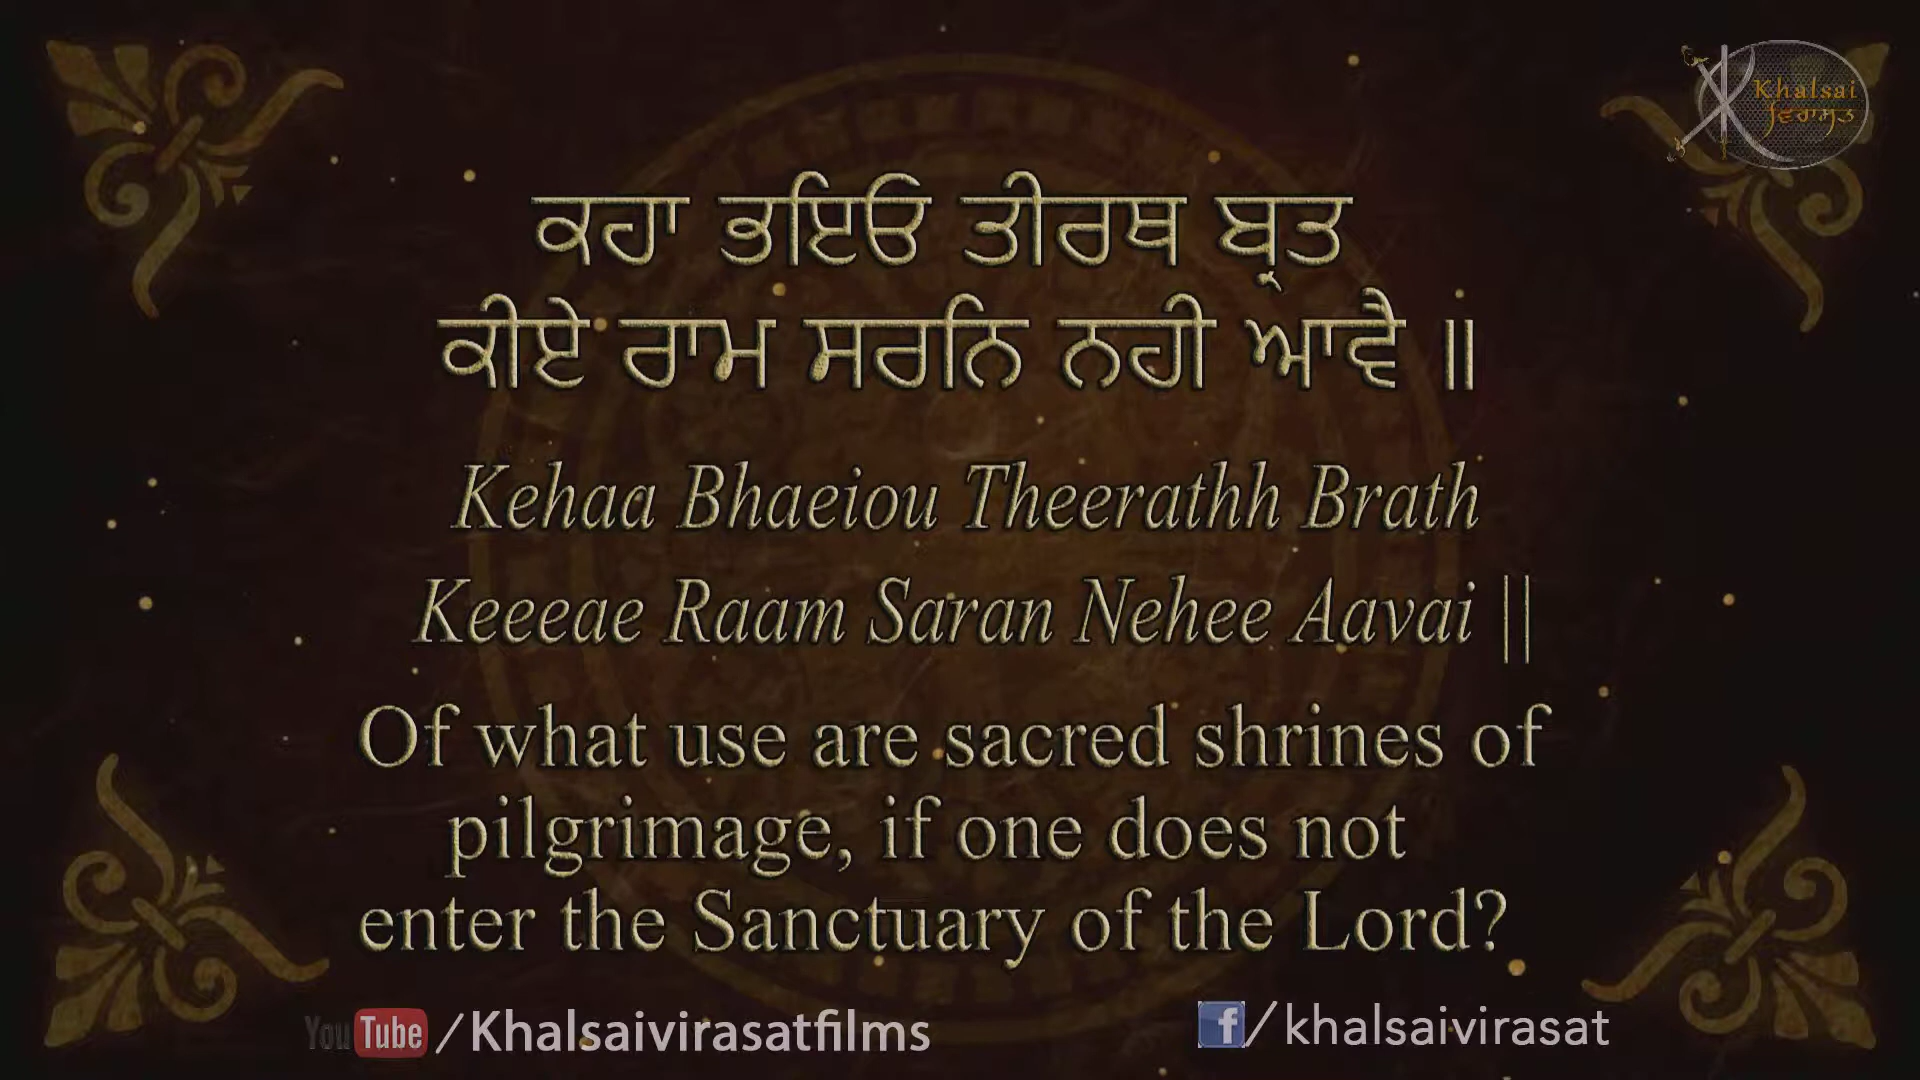 Khalsai
ਵਿਰਾਸਤ
ਕਹਾ ਭਇਓ ਤੀਰਥ ਬ੍ਰਤ
ਕੀਏ ਰਾਮ ਸਰਨਿ ਨਹੀ ਆਵੈ ॥
Kehaa Bhaeiou Theerathh Brath
Keeeae Raam Saran Nehee Aavai ||
Of what use are sacred shrines of
pilgrimage, if one does not
enter the Sanctuary of the Lord?
YouTube /Khalsaivirasatfilms
f/khalsaivirasat